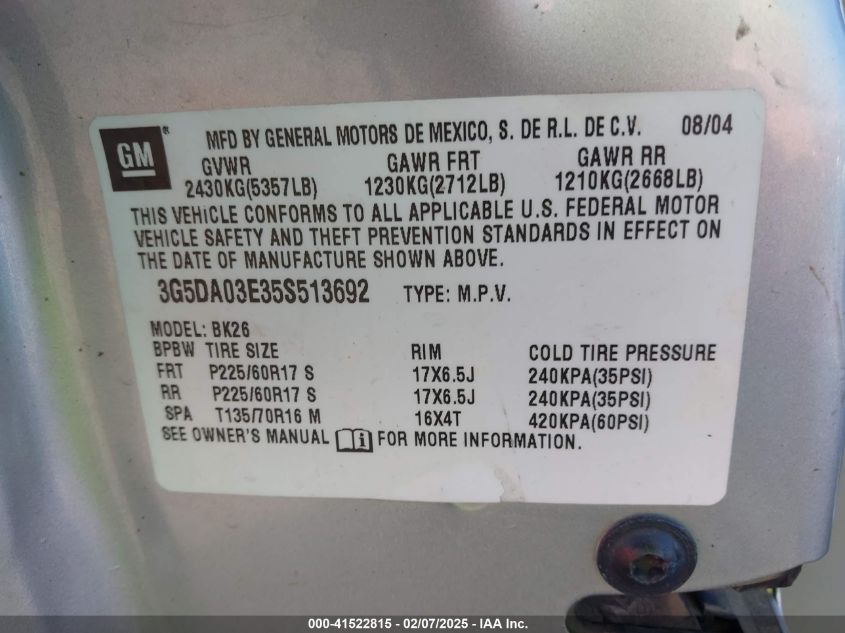 GM ® MFD BY GENERAL MOTORS DE MEXICO, S. DE R.L. DE C.V. 08/04
GVWR GAWR FRT GAWR RR
2430KG(5357LB) 1230KG(2712LB) 1210KG(2668LB)
THIS VEHICLE CONFORMS TO ALL APPLICABLE U.S. FEDERAL MOTOR
VEHICLE SAFETY AND THEFT PREVENTION STANDARDS IN EFFECT ON
THE DATE OF MANUFACTURE SHOWN ABOVE.
3G5DA03E35S513692 TYPE: M.P.V.
MODEL: BK26
BPBW TIRE SIZE RIM COLD TIRE PRESSURE
FRT P225/60R17 S 17X6.5J 240KPA(35PSI)
RR P225/60R17 S 17X6.5J 240KPA(35PSI)
SPA T135/70R16 M 16X4T 420KPA(60PSI)
SEE OWNER'S MANUAL i FOR MORE INFORMATION.
000-41522815 - 02/07/2025 - IAA Inc.